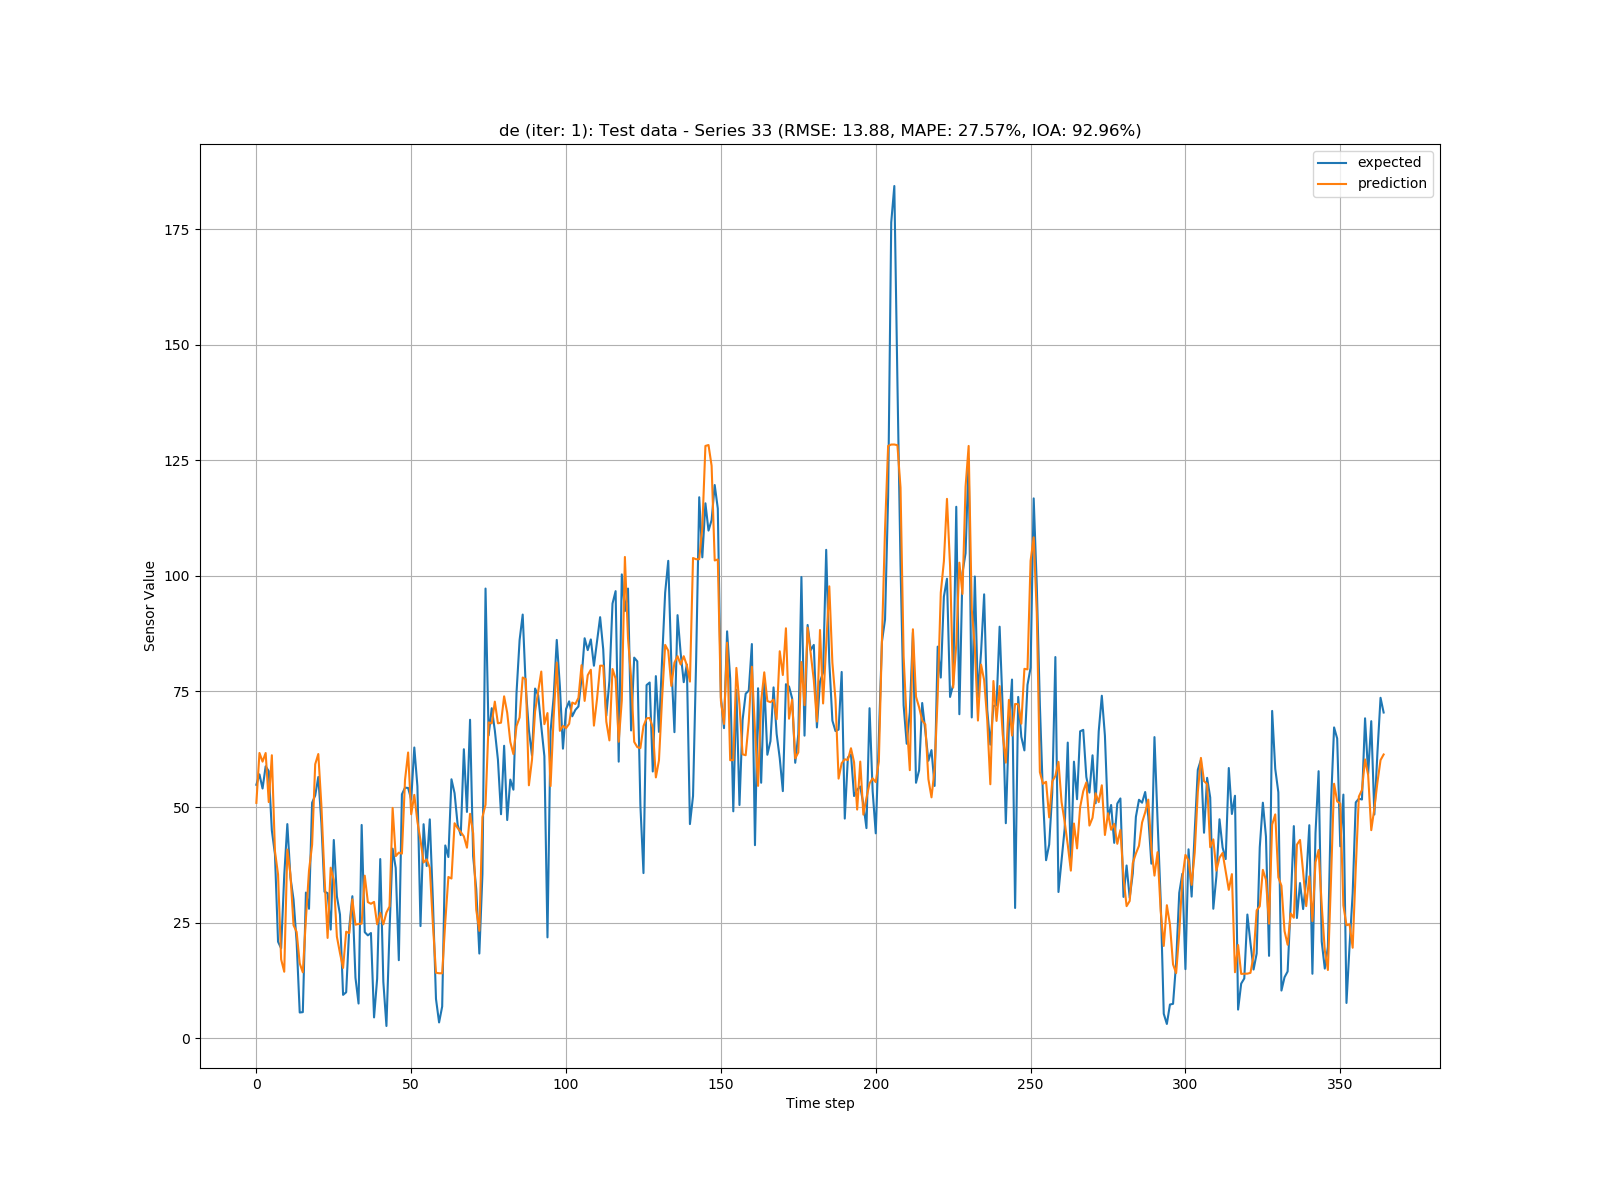 de (iter: 1): Test data - Series 33 (RMSE: 13.88, MAPE: 27.57%, IOA: 92.96%)
expected
prediction
175
150
125
100
75
50
25
0
Sensor Value
0 50 100 150 200 250 300 350
Time step